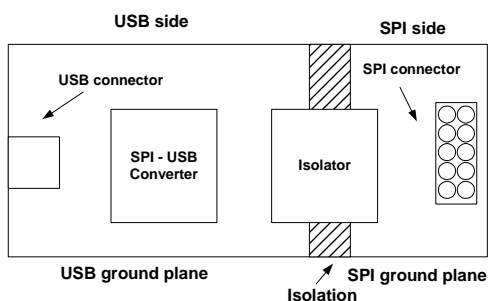 USB side
SPI side
USB connector
SPI connector
SPI - USB
Converter
Isolator
USB ground plane
SPI ground plane
Isolation